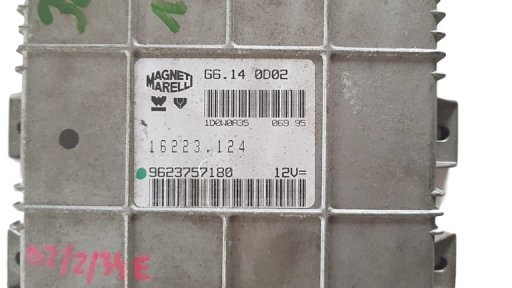 MAGNETI
MARELLI
G6.14 0D02
1D0W0A35 069 95
16223.124
9623757180 12V=